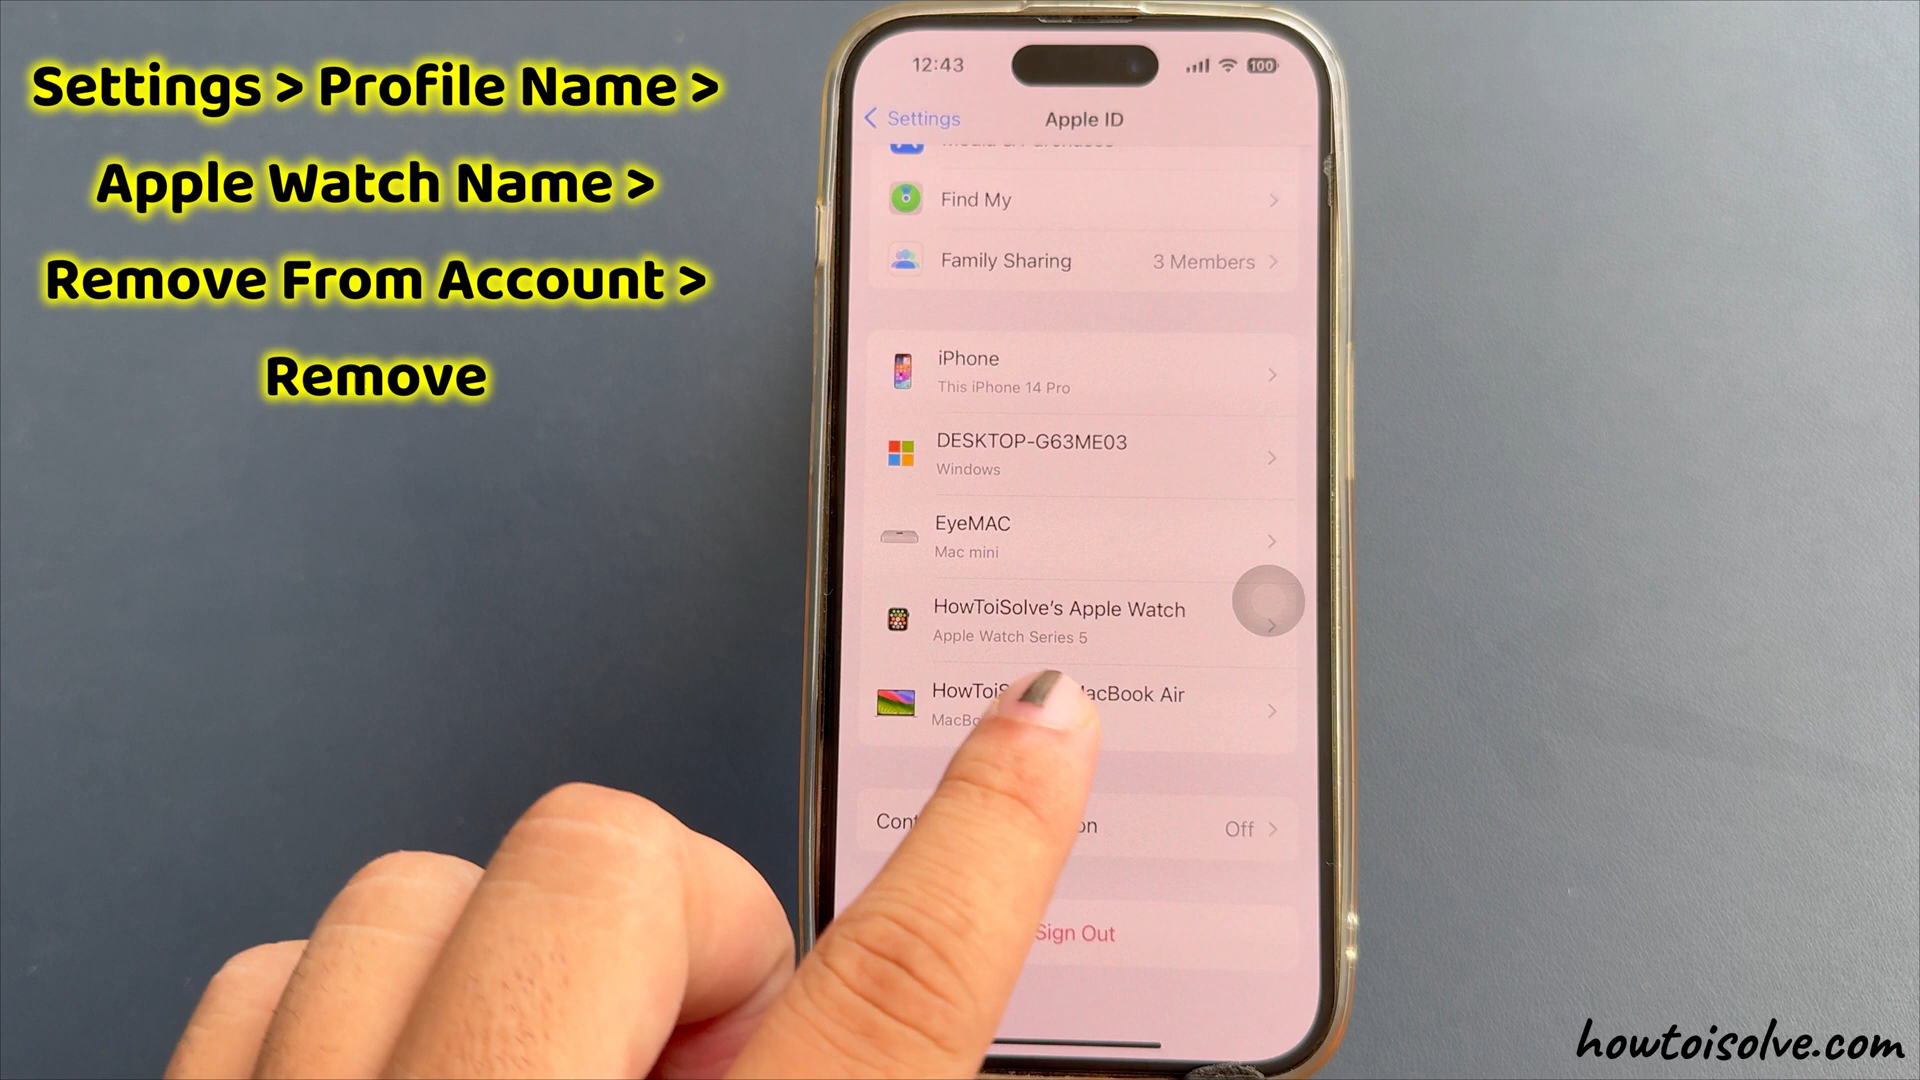 Settings > Profile Name >
Apple Watch Name >
Remove From Account >
Remove
12:43
100
Settings
Apple ID
Find My
Family Sharing
3 Members
iPhone
This iPhone 14 Pro
DESKTOP-G63ME03
Windows
EyeMAC
Mac mini
HowToiSolve's Apple Watch
Apple Watch Series 5
MacBook Air
Off
Sign Out
howtoisolve.com